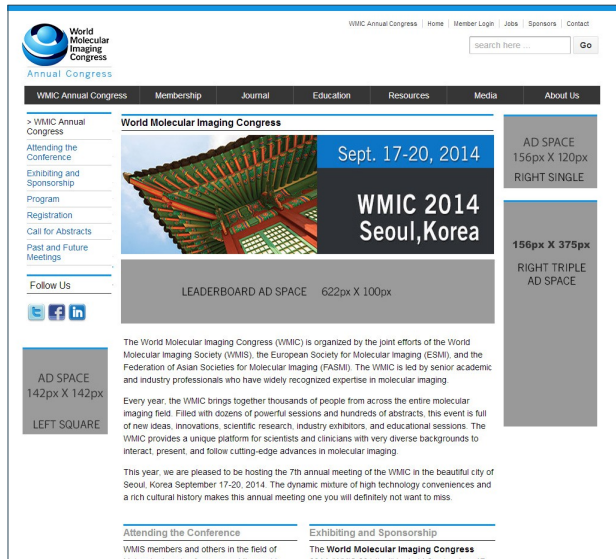 WMIC Annual Congress | Home | Member Login | Jobs | Sponsors | Contact
World
Molecular
Imaging
Congress
Annual Congress
search here ...
Go
WMIC Annual Congress Membership Journal Education Resources Media About Us
> WMIC Annual
Congress
Attending the
Conference
Exhibiting and
Sponsorship
Program
Registration
Call for Abstracts
Past and Future
Meetings
Follow Us
AD SPACE
142px X 142px
LEFT SQUARE
World Molecular Imaging Congress
Sept. 17-20, 2014
WMIC 2014
Seoul,Korea
LEADERBOARD AD SPACE 622px X 100px
The World Molecular Imaging Congress (WMIC) is organized by the joint efforts of the World
Molecular Imaging Society (WMIS), the European Society for Molecular Imaging (ESMI), and the
Federation of Asian Societies for Molecular Imaging (FASMI). The WMIC is led by senior academic
and industry professionals who have widely recognized expertise in molecular imaging.
Every year, the WMIC brings together thousands of people from across the entire molecular
imaging field. Filled with dozens of powerful sessions and hundreds of abstracts, this event is full
of new ideas, innovations, scientific research, industry exhibitors, and educational sessions. The
WMIC provides a unique platform for scientists and clinicians with very diverse backgrounds to
interact, present, and follow cutting-edge advances in molecular imaging.
This year, we are pleased to be hosting the 7th annual meeting of the WMIC in the beautiful city of
Seoul, Korea September 17-20, 2014. The dynamic mixture of high technology conveniences and
a rich cultural history makes this annual meeting one you will definitely not want to miss.
Attending the Conference
WMIS members and others in the field of
Exhibiting and Sponsorship
The World Molecular Imaging Congress
AD SPACE
156px X 120px
RIGHT SINGLE
156px X 375px
RIGHT TRIPLE
AD SPACE